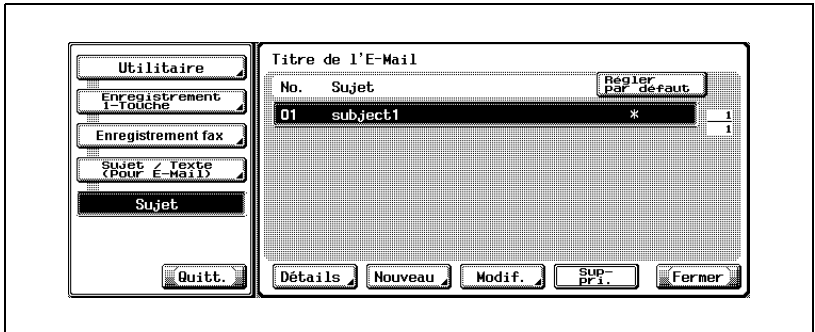 Utilitaire
Enregistrement
1-Touche
Enregistrement fax
Sujet / Texte
(Pour E-Mail)
Sujet
Quitt.
Titre de l'E-Mail
No. Sujet
Régler
par défaut
01 subject1 *
1
1
Détails
Nouveau
Modif.
Sup-
pri.
Fermer